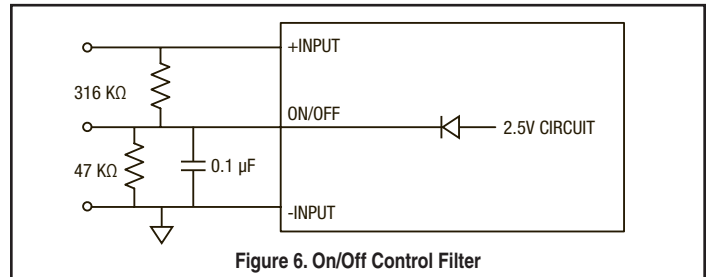 +INPUT
316 KΩ
ON/OFF
2.5V CIRCUIT
47 KΩ
0.1 µF
-INPUT
Figure 6. On/Off Control Filter